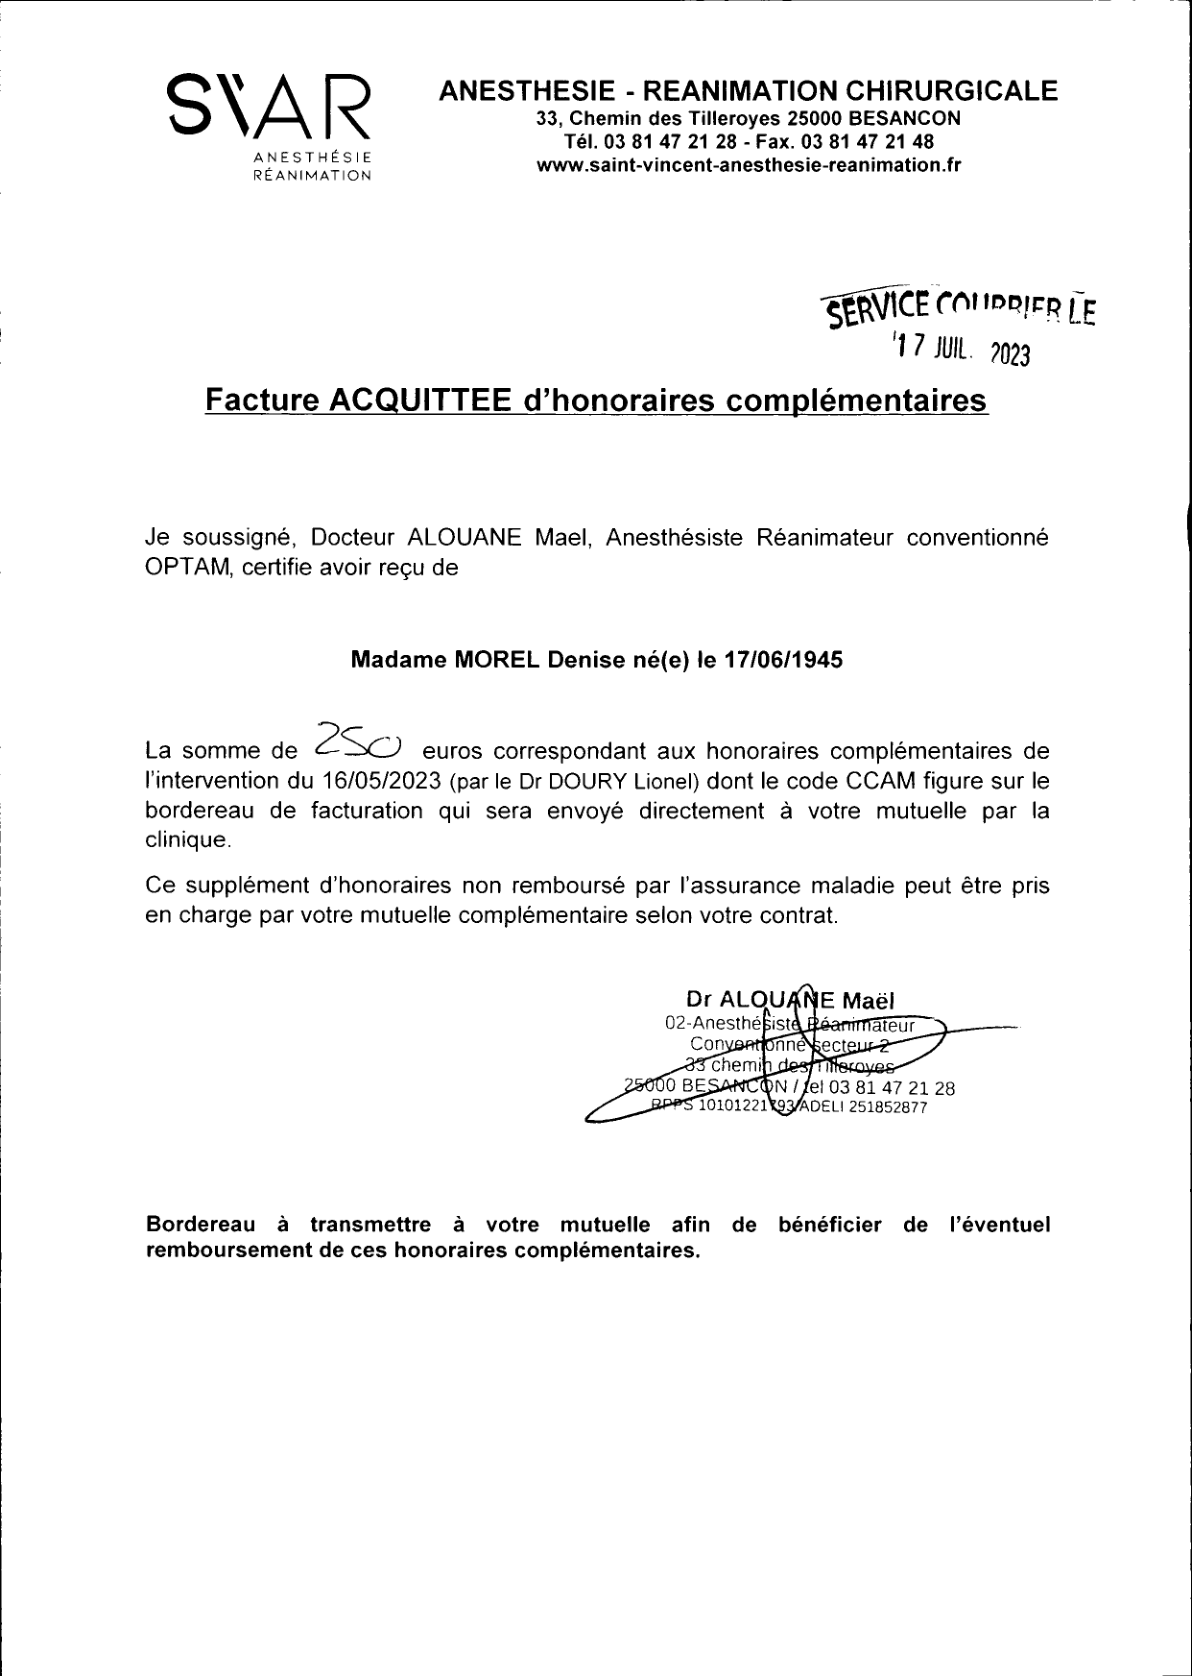 SVAR
ANESTHÉSIE
RÉANIMATION
ANESTHESIE - REANIMATION CHIRURGICALE
33, Chemin des Tilleroyes 25000 BESANCON
Tél. 03 81 47 21 28 - Fax. 03 81 47 21 48
www.saint-vincent-anesthesie-reanimation.fr
SERVICE COURRIER LE
17 JUIL. 2023
Facture ACQUITTEE d'honoraires complémentaires
Je soussigné, Docteur ALOUANE Mael, Anesthésiste Réanimateur conventionné
OPTAM, certifie avoir reçu de
Madame MOREL Denise né(e) le 17/06/1945
La somme de 250 euros correspondant aux honoraires complémentaires de
l'intervention du 16/05/2023 (par le Dr DOURY Lionel) dont le code CCAM figure sur le
bordereau de facturation qui sera envoyé directement à votre mutuelle par la
clinique.
Ce supplément d'honoraires non remboursé par l'assurance maladie peut être pris
en charge par votre mutuelle complémentaire selon votre contrat.
Dr ALOUANE Maël
02-Anesthésiste Réanimateur
Conventionné secteur 2
33 chemin des Tilleroyes
25000 BESANCON / tel 03 81 47 21 28
RPPS 10101221793/ADELI 251852877
Bordereau à transmettre à votre mutuelle afin de bénéficier de l'éventuel
remboursement de ces honoraires complémentaires.